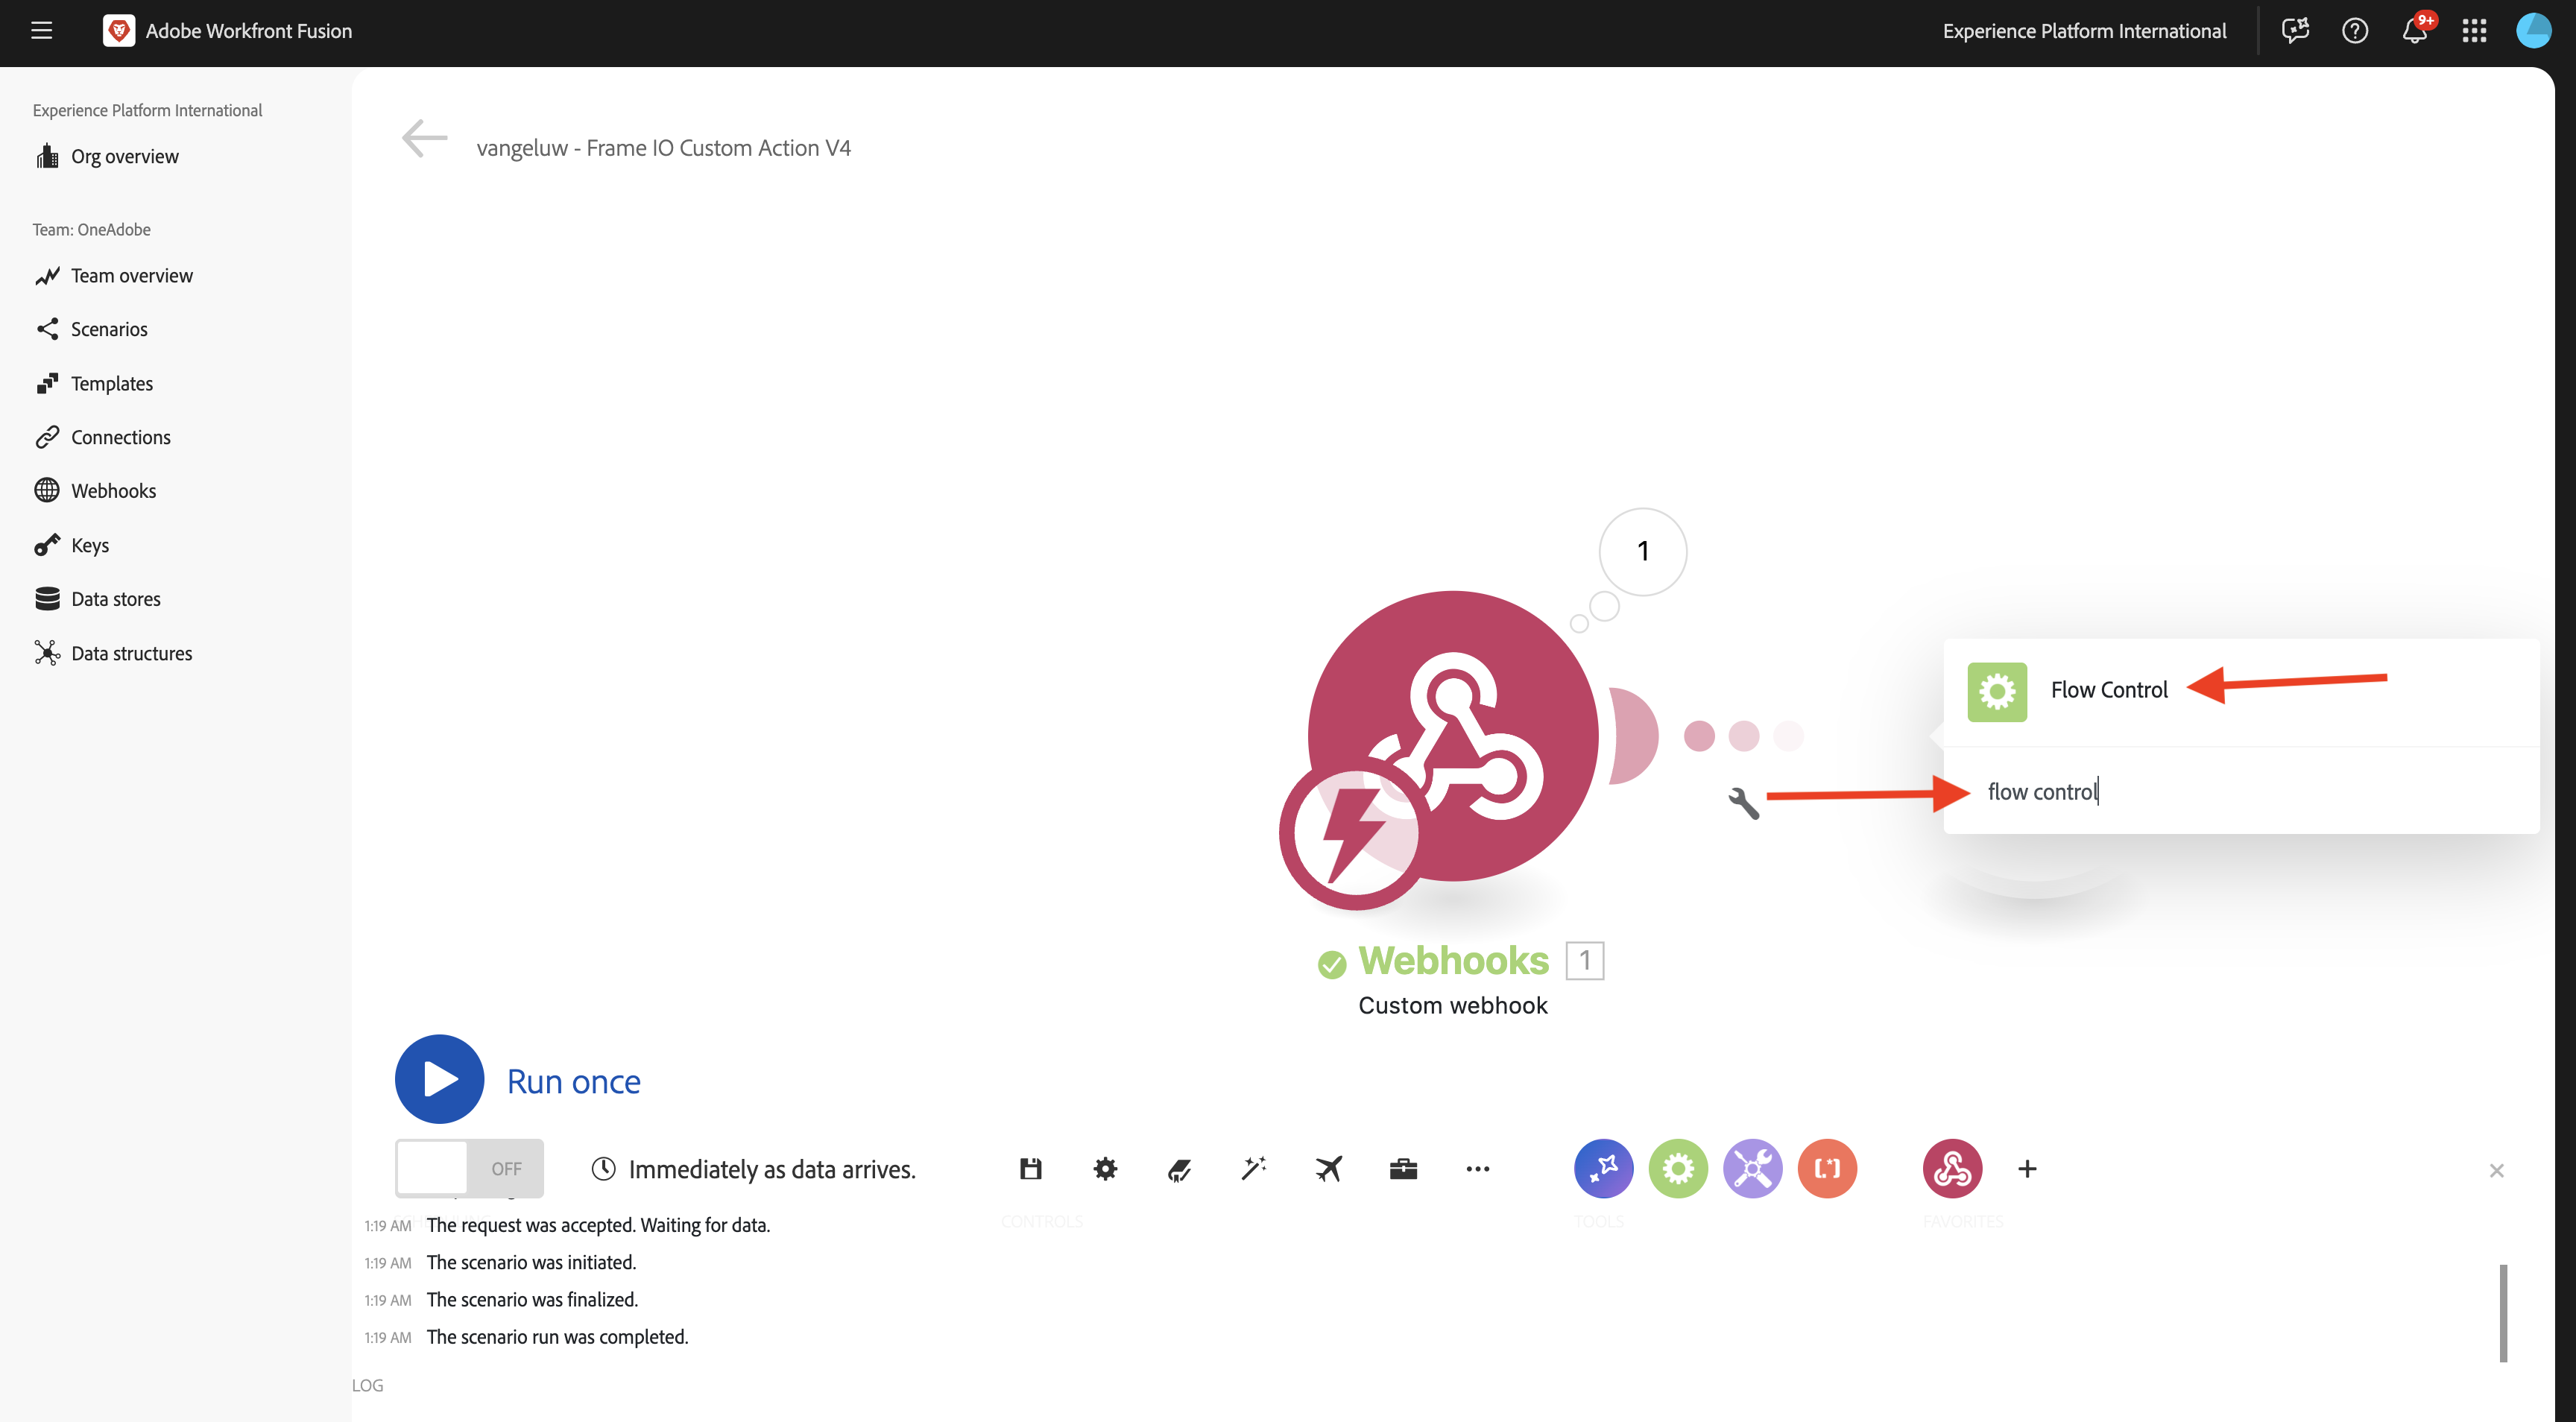 Adobe Workfront Fusion
Experience Platform International
9+
Experience Platform International
Org overview
Team: OneAdobe
Team overview
Scenarios
Templates
Connections
Webhooks
Keys
Data stores
Data structures
vangeluw - Frame IO Custom Action V4
1
Flow Control
flow control
Webhooks 1
Custom webhook
Run once
OFF
Immediately as data arrives.
CONTROLS
TOOLS
FAVORITES
1:19 AM The request was accepted. Waiting for data.
1:19 AM The scenario was initiated.
1:19 AM The scenario was finalized.
1:19 AM The scenario run was completed.
LOG